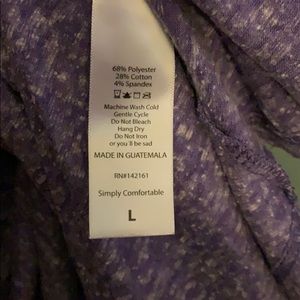 68% Polyester
28% Cotton
4% Spandex
Machine Wash Cold
Gentle Cycle
Do Not Bleach
Hang Dry
Do Not Iron
or you'll be sad
MADE IN GUATEMALA
RN#142161
Simply Comfortable
L